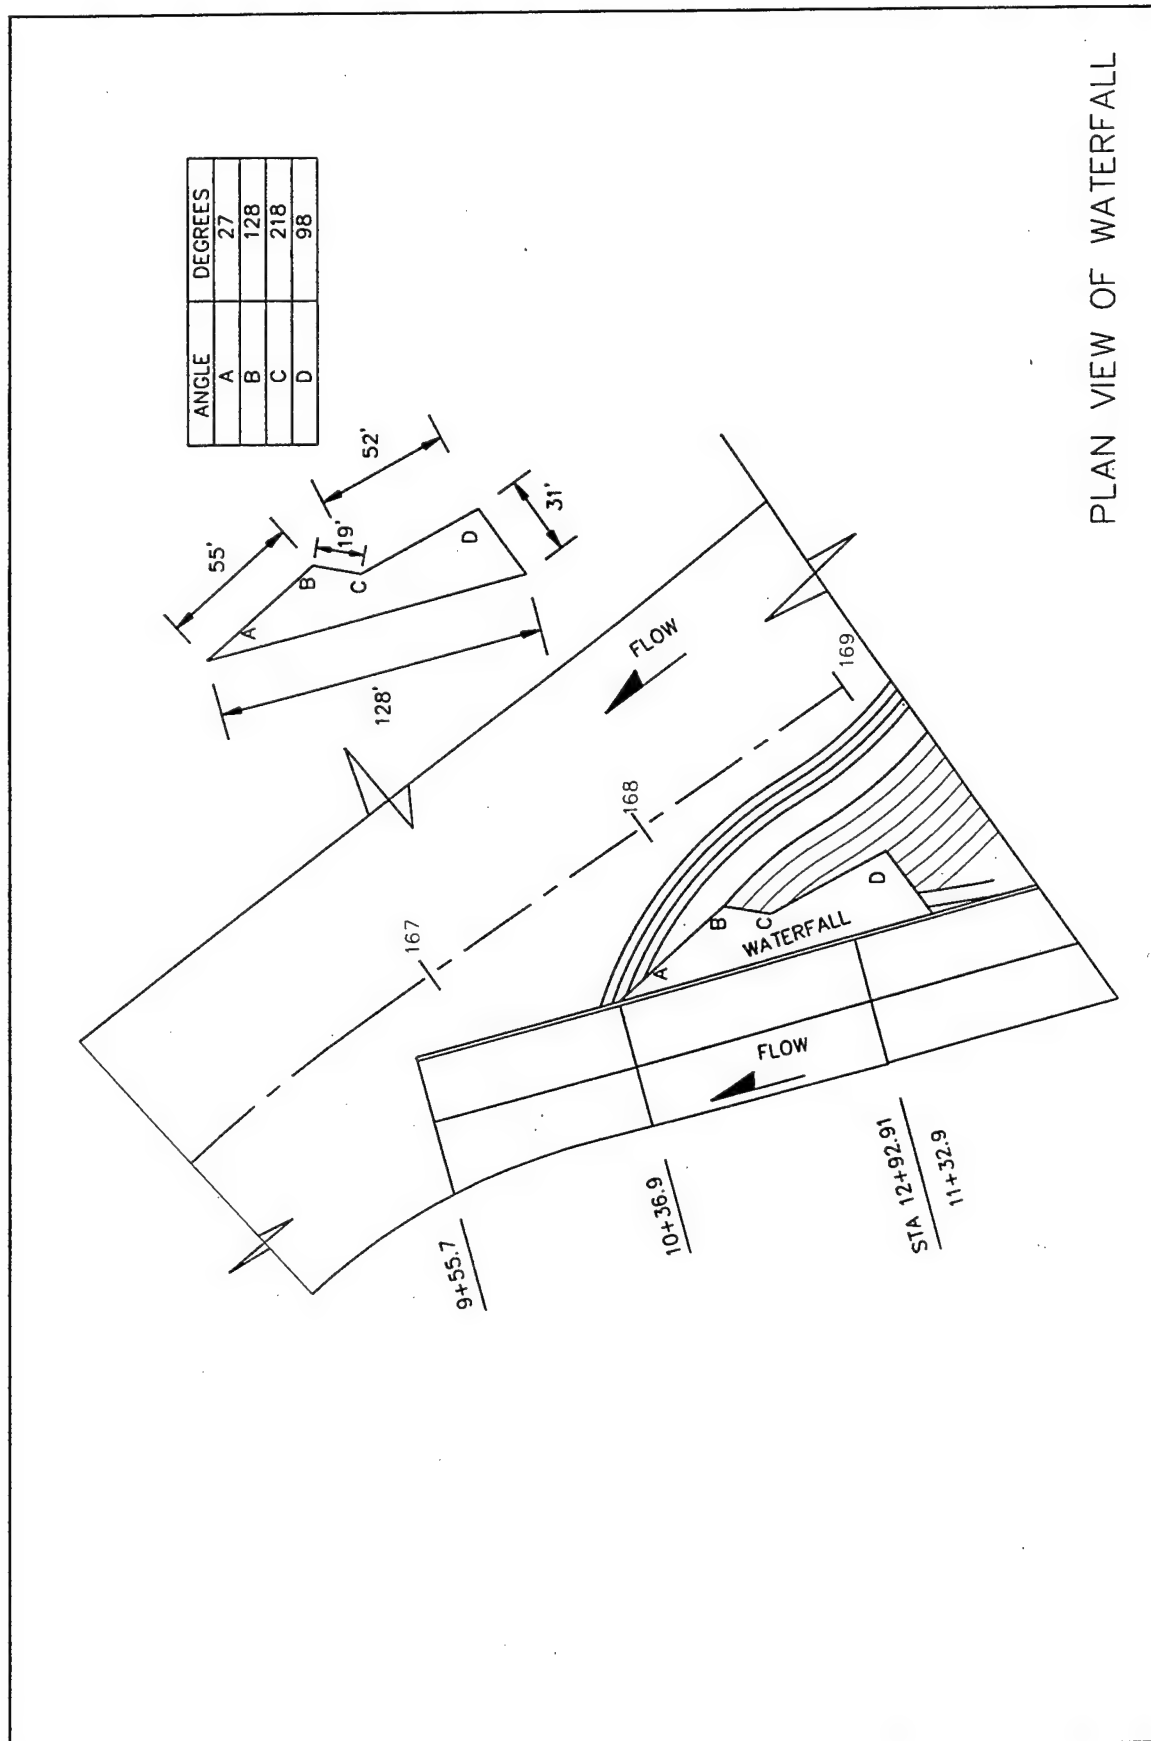 ANGLE DEGREES
A 27
B 128
C 218
D 98
55'
52'
19'
31'
128'
A
B
C
D
FLOW
167
168
169
A
B
C
D
WATERFALL
FLOW
9+55.7
10+36.9
STA 12+92.91
11+32.9
PLAN VIEW OF WATERFALL